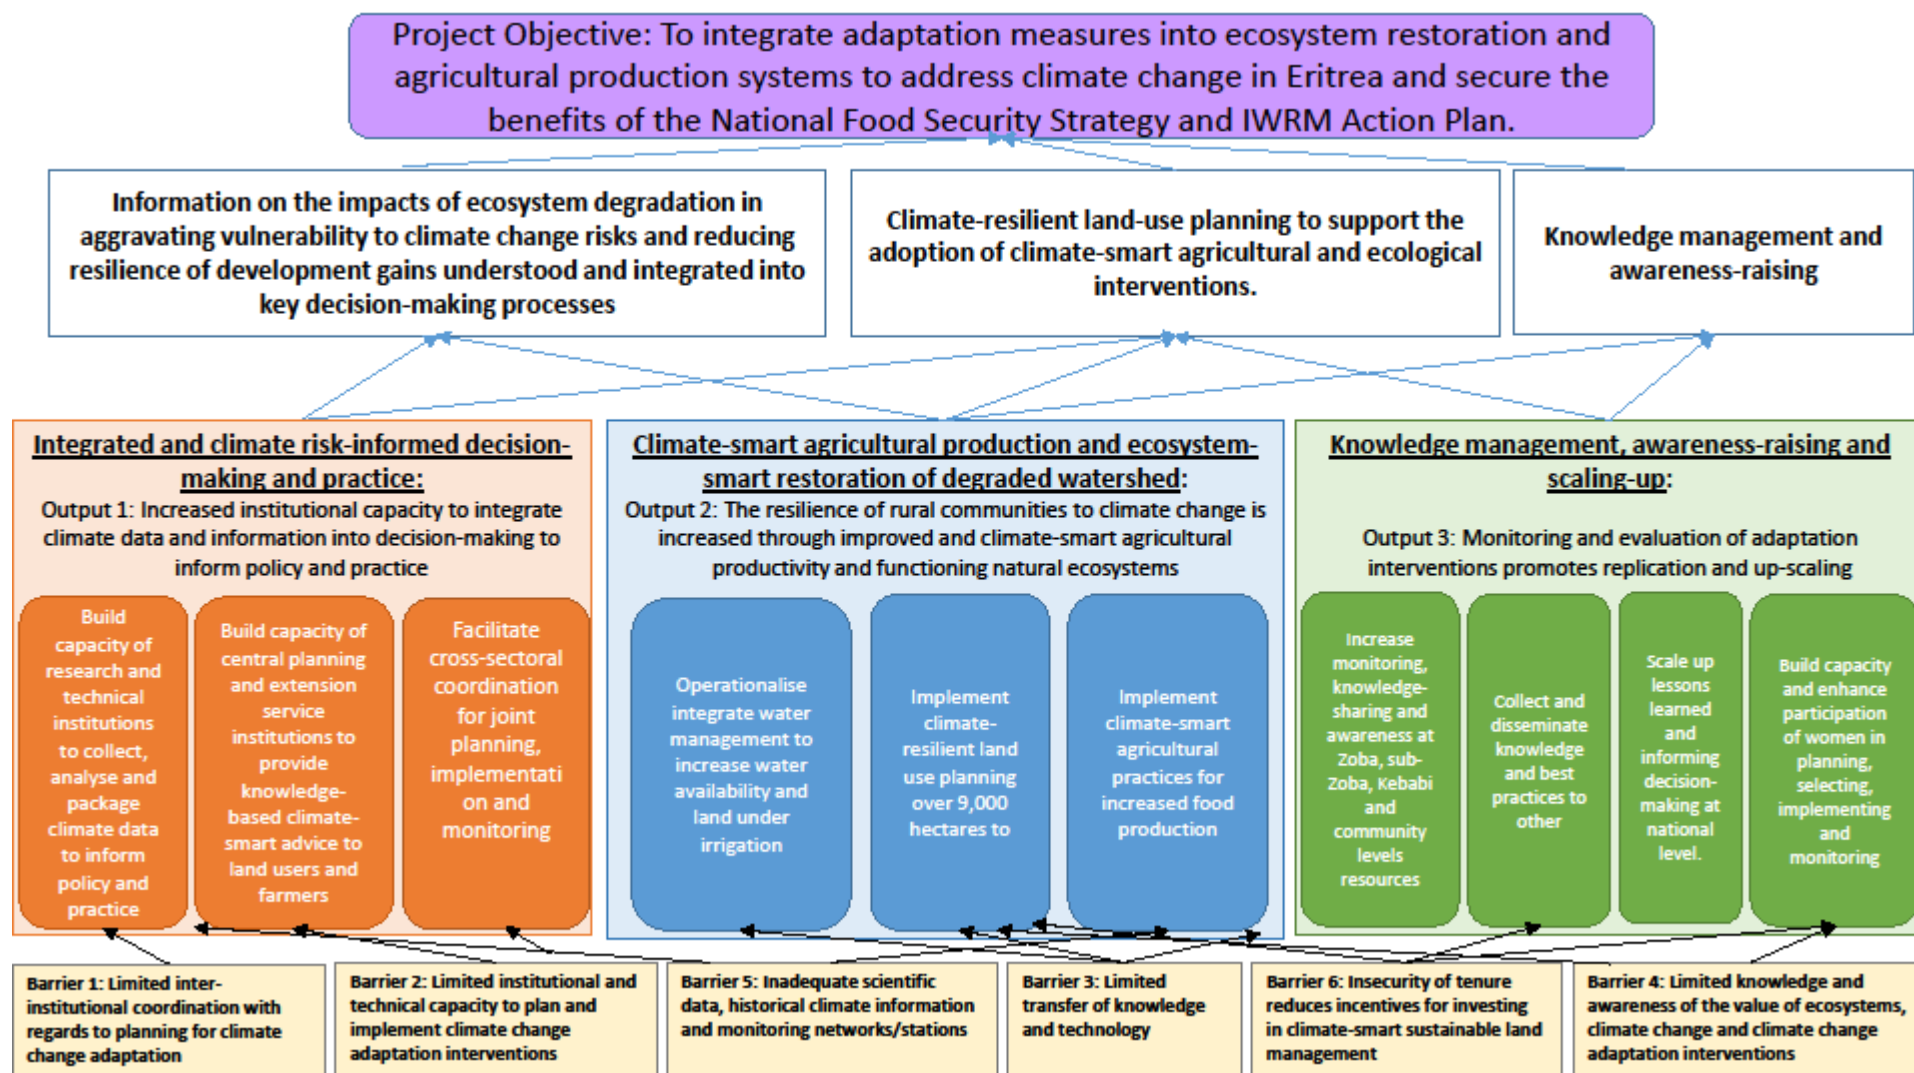 Project Objective: To integrate adaptation measures into ecosystem restoration and
agricultural production systems to address climate change in Eritrea and secure the
benefits of the National Food Security Strategy and IWRM Action Plan.
Information on the impacts of ecosystem degradation in
aggravating vulnerability to climate change risks and reducing
resilience of development gains understood and integrated into
key decision-making processes
Climate-resilient land-use planning to support the
adoption of climate-smart agricultural and ecological
interventions.
Knowledge management and
awareness-raising
Integrated and climate risk-informed decision-
making and practice:
Output 1: Increased institutional capacity to integrate
climate data and information into decision-making to
inform policy and practice
Build
capacity of
research and
technical
institutions
to collect,
analyse and
package
climate data
to inform
policy and
practice
Build capacity of
central planning
and extension
service
institutions to
provide
knowledge-
based climate-
smart advice to
land users and
farmers
Facilitate
cross-sectoral
coordination
for joint
planning,
implementati
on and
monitoring
Climate-smart agricultural production and ecosystem-
smart restoration of degraded watershed:
Output 2: The resilience of rural communities to climate change is
increased through improved and climate-smart agricultural
productivity and functioning natural ecosystems
Operationalise
integrate water
management to
increase water
availability and
land under
irrigation
Implement
climate-
resilient land
use planning
over 9,000
hectares to
Implement
climate-smart
agricultural
practices for
increased food
production
Knowledge management, awareness-raising and
scaling-up:
Output 3: Monitoring and evaluation of adaptation
interventions promotes replication and up-scaling
Increase
monitoring,
knowledge-
sharing and
awareness at
Zoba, sub-
Zoba, Kebabi
and
community
levels
resources
Collect and
disseminate
knowledge
and best
practices to
other
Scale up
lessons
learned
and
informing
decision-
making at
national
level.
Build capacity
and enhance
participation
of women in
planning,
selecting,
implementing
and
monitoring
Barrier 1: Limited inter-
institutional coordination with
regards to planning for climate
change adaptation
Barrier 2: Limited institutional and
technical capacity to plan and
implement climate change
adaptation interventions
Barrier 5: Inadequate scientific
data, historical climate information
and monitoring networks/stations
Barrier 3: Limited
transfer of knowledge
and technology
Barrier 6: Insecurity of tenure
reduces incentives for investing
in climate-smart sustainable land
management
Barrier 4: Limited knowledge and
awareness of the value of ecosystems,
climate change and climate change
adaptation interventions